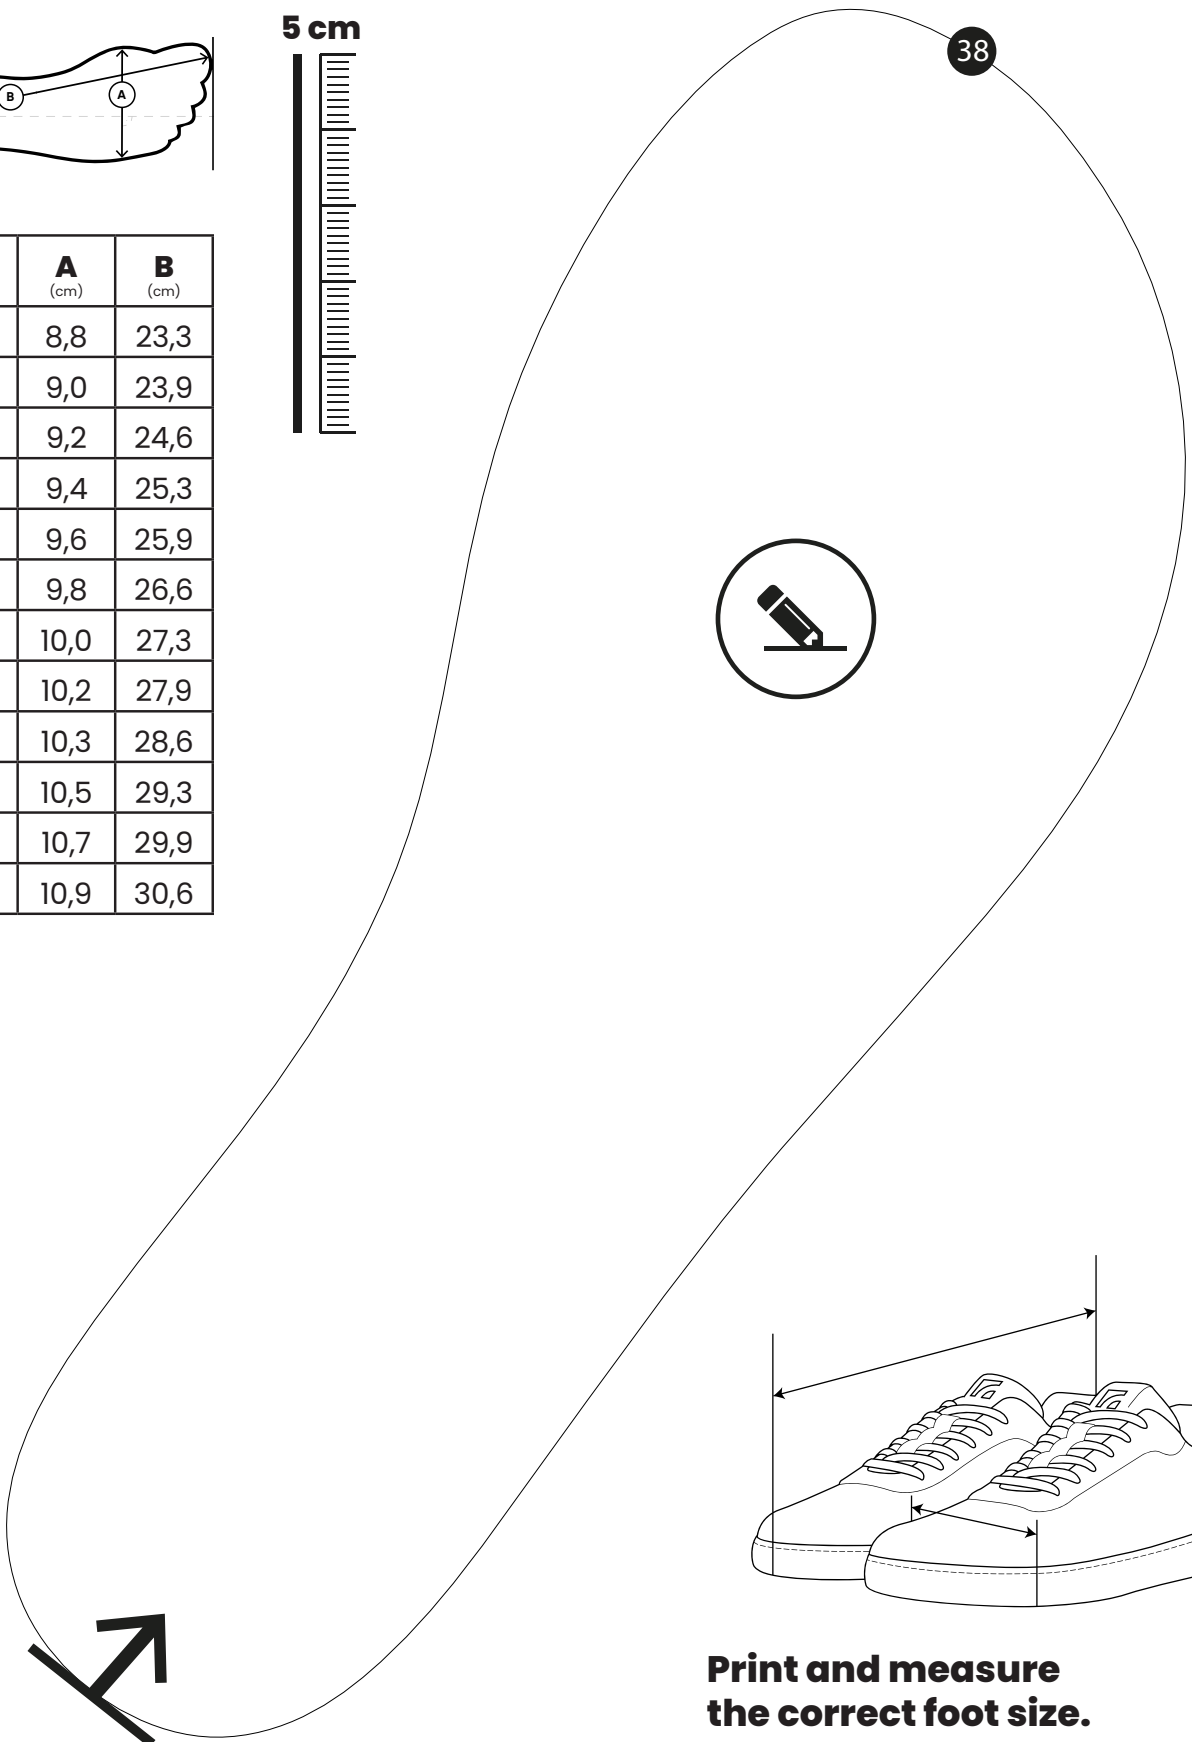 5 cm
38
B
A
A B
(cm) (cm)
8,8 23,3
9,0 23,9
9,2 24,6
9,4 25,3
9,6 25,9
9,8 26,6
10,0 27,3
10,2 27,9
10,3 28,6
10,5 29,3
10,7 29,9
10,9 30,6
Print and measure
the correct foot size.